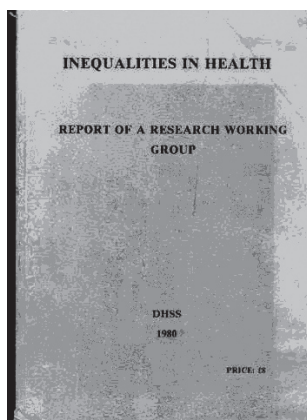 INEQUALITIES IN HEALTH
REPORT OF A RESEARCH WORKING
GROUP
DHSS
1980
PRICE: £8